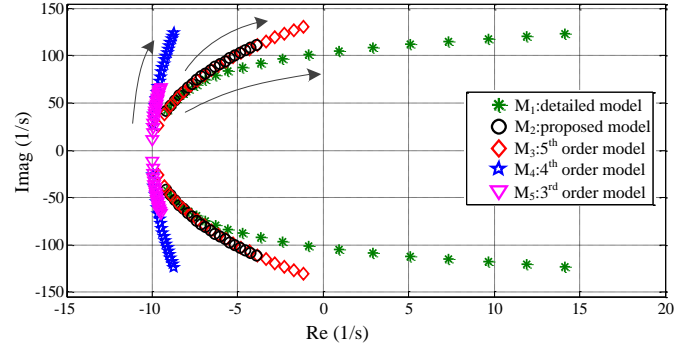 150
100
50
0
-50
-100
-150
Imag (1/s)
M1:detailed model
M2:proposed model
M3:5th order model
M4:4th order model
M5:3rd order model
-15 -10 -5 0 5 10 15 20
Re (1/s)